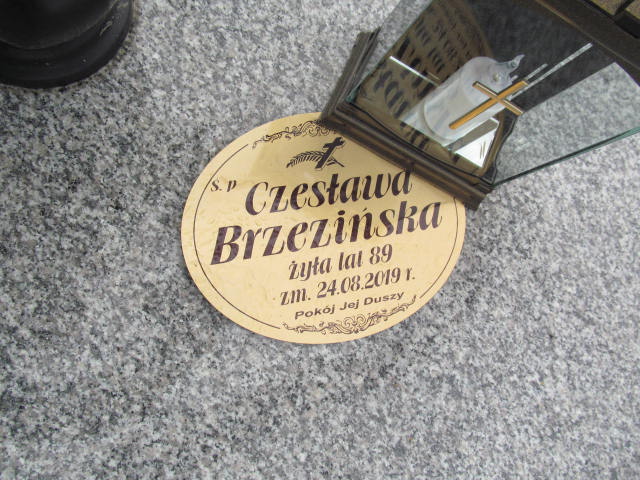 Ś. p
Czesława
Brzezińska
żyła lat 89
zm. 24.08.2019 r.
Pokój Jej Duszy